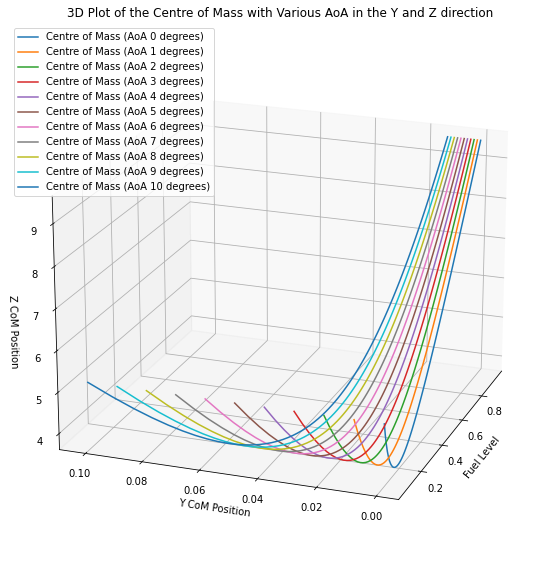 3D Plot of the Centre of Mass with Various AoA in the Y and Z direction
Centre of Mass (AoA 0 degrees)
Centre of Mass (AoA 1 degrees)
Centre of Mass (AoA 2 degrees)
Centre of Mass (AoA 3 degrees)
Centre of Mass (AoA 4 degrees)
Centre of Mass (AoA 5 degrees)
Centre of Mass (AoA 6 degrees)
Centre of Mass (AoA 7 degrees)
Centre of Mass (AoA 8 degrees)
Centre of Mass (AoA 9 degrees)
Centre of Mass (AoA 10 degrees)
9
8
7
6
5
4
Z CoM Position
0.10
0.08
0.06
0.04
0.02
0.00
Y CoM Position
0.2
0.4
0.6
0.8
Fuel Level